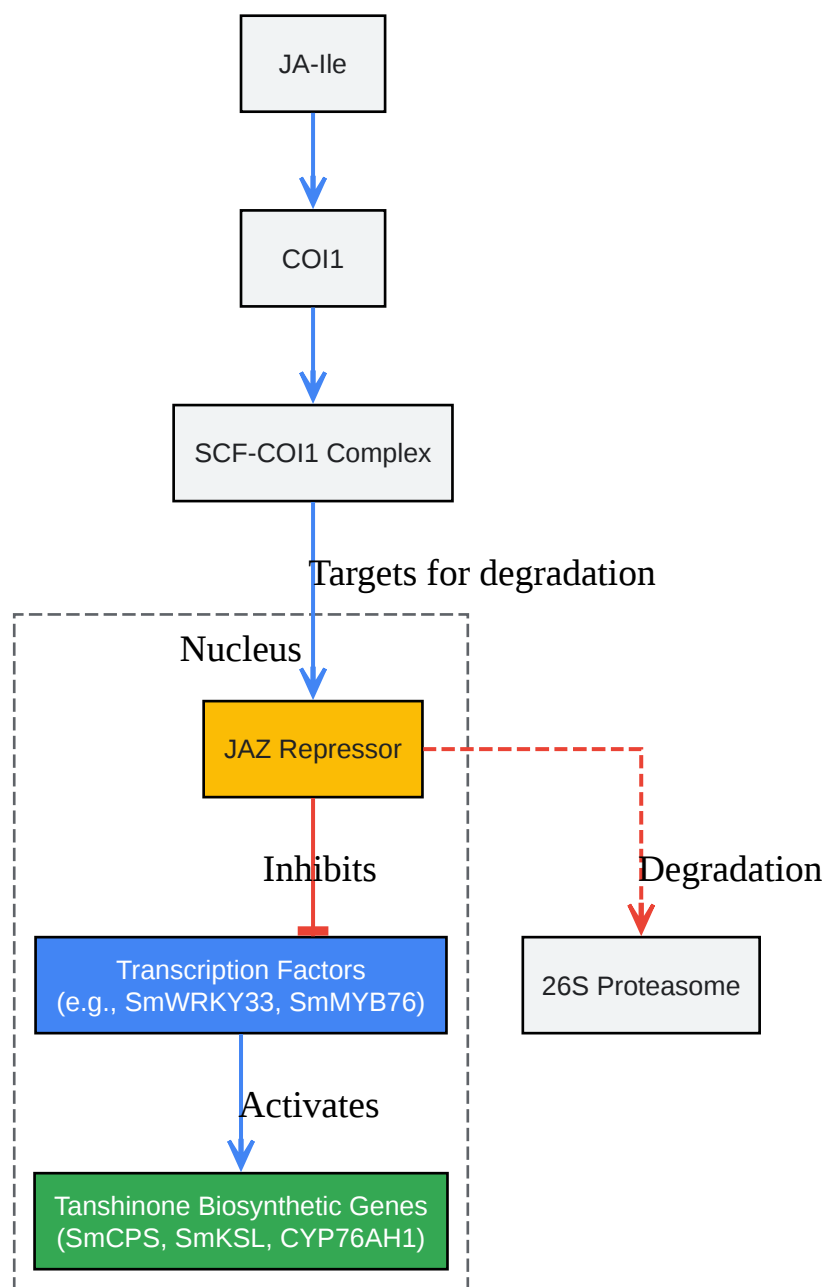 JA-Ile
COI1
SCF-COI1 Complex
Targets for degradation
Nucleus
JAZ Repressor
Inhibits
Degradation
Transcription Factors
(e.g., SmWRKY33, SmMYB76)
26S Proteasome
Activates
Tanshinone Biosynthetic Genes
(SmCPS, SmKSL, CYP76AH1)